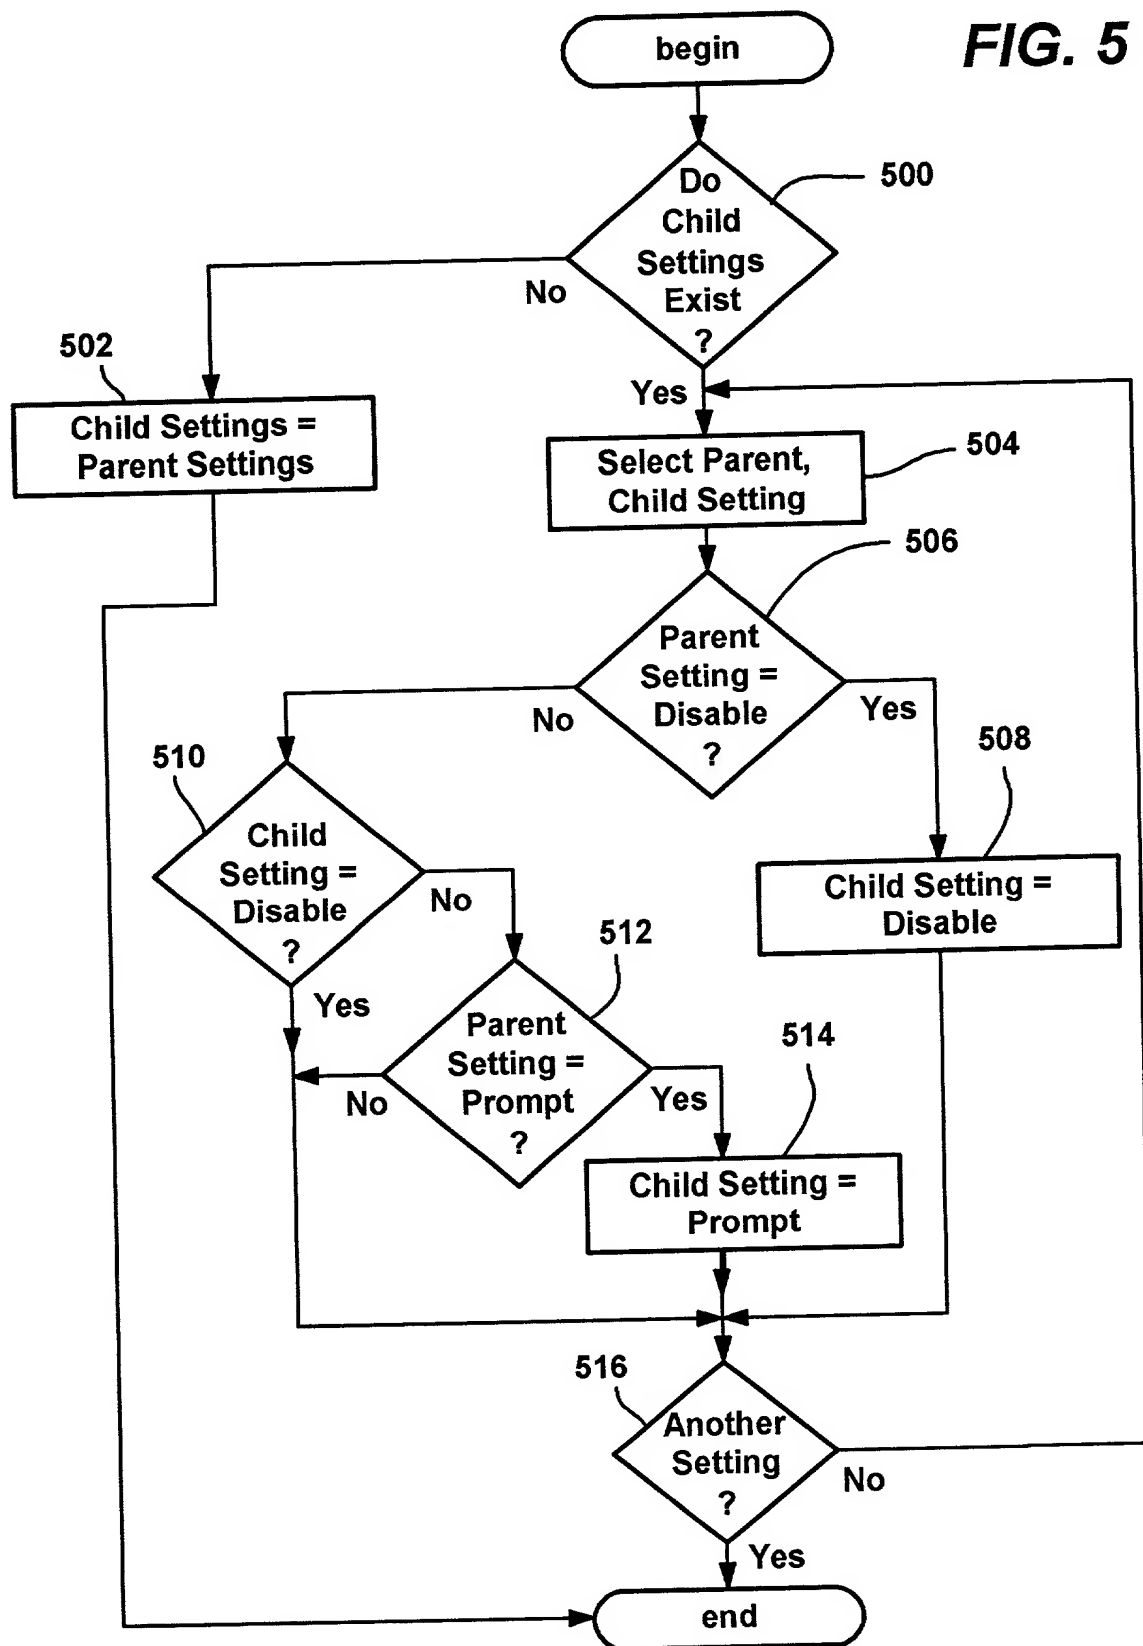 begin
FIG. 5
Do
Child
Settings
Exist
?
500
No
502
Child Settings =
Parent Settings
Yes
Select Parent,
Child Setting
504
506
Parent
Setting =
Disable
?
No
Yes
508
510
Child
Setting =
Disable
?
No
Child Setting =
Disable
512
Yes
Parent
Setting =
Prompt
?
No
Yes
514
Child Setting =
Prompt
516
Another
Setting
?
No
Yes
end